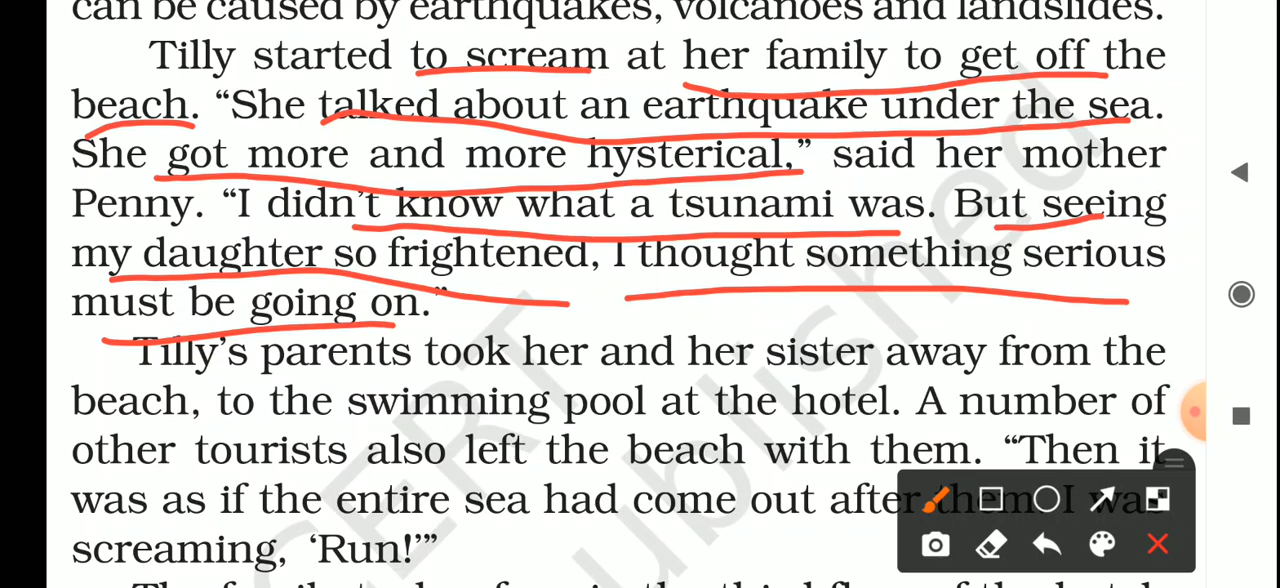 can be caused by earthquakes, volcanoes and landslides.
Tilly started to scream at her family to get off the
beach. “She talked about an earthquake under the sea.
She got more and more hysterical,” said her mother
Penny. “I didn’t know what a tsunami was. But seeing
my daughter so frightened, I thought something serious
must be going on.”
Tilly’s parents took her and her sister away from the
beach, to the swimming pool at the hotel. A number of
other tourists also left the beach with them. “Then it
was as if the entire sea had come out after them. I was
screaming, ‘Run!’”
CERT
ublished